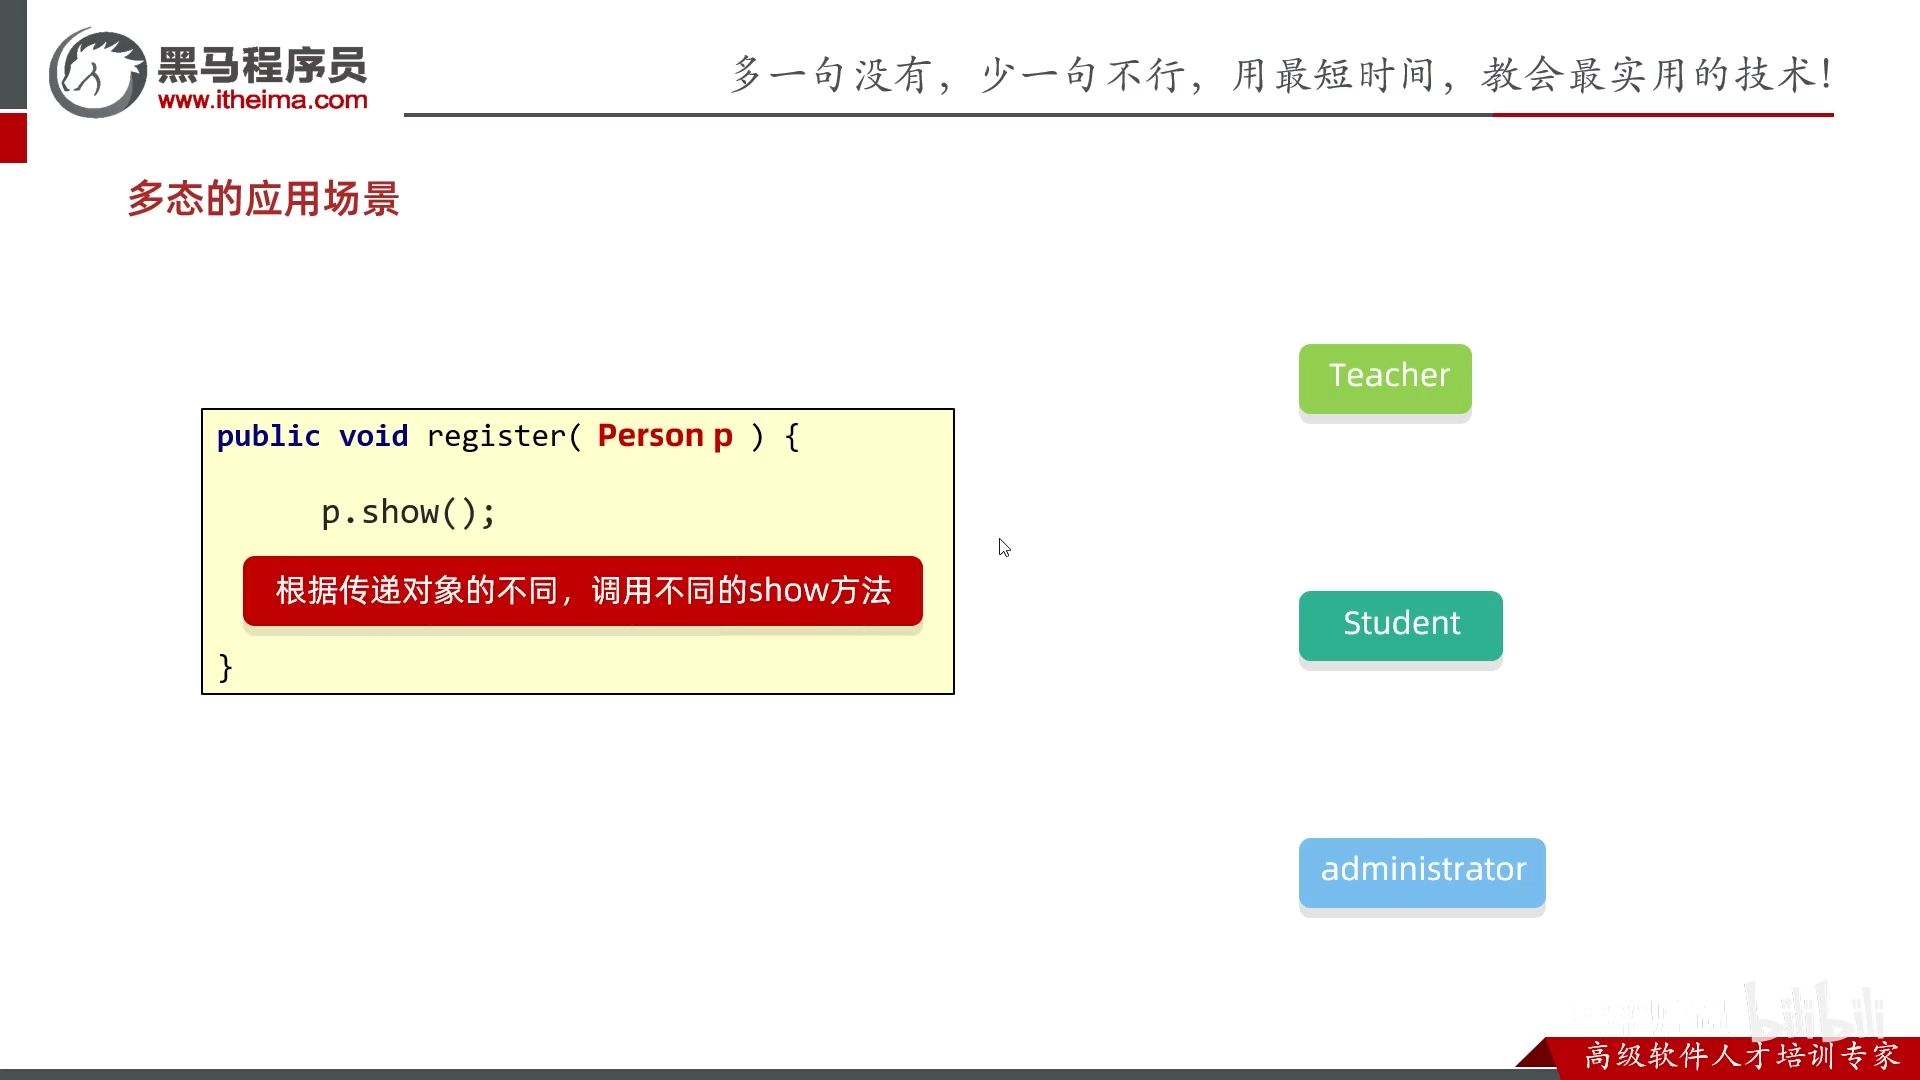 黑马程序员
www.itheima.com
多一句没有，少一句不行，用最短时间，教会最实用的技术！
多态的应用场景
public void register( Person p ) {
p.show();
根据传递对象的不同，调用不同的show方法
}
Teacher
Student
administrator
bilibili
高级软件人才培训专家